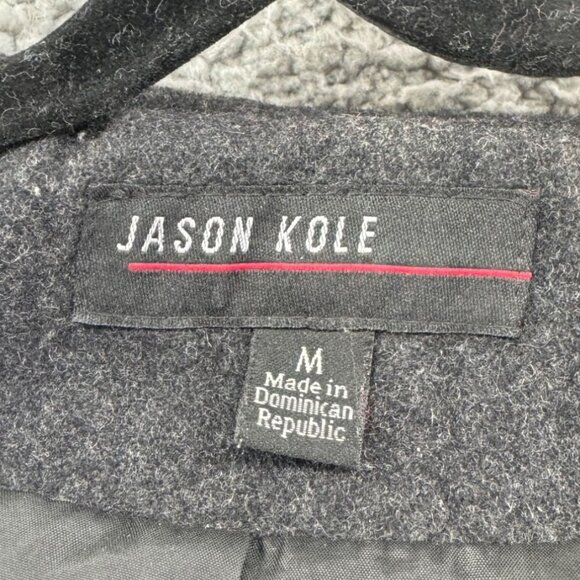 JASON KOLE
M
Made in
Dominican
Republic